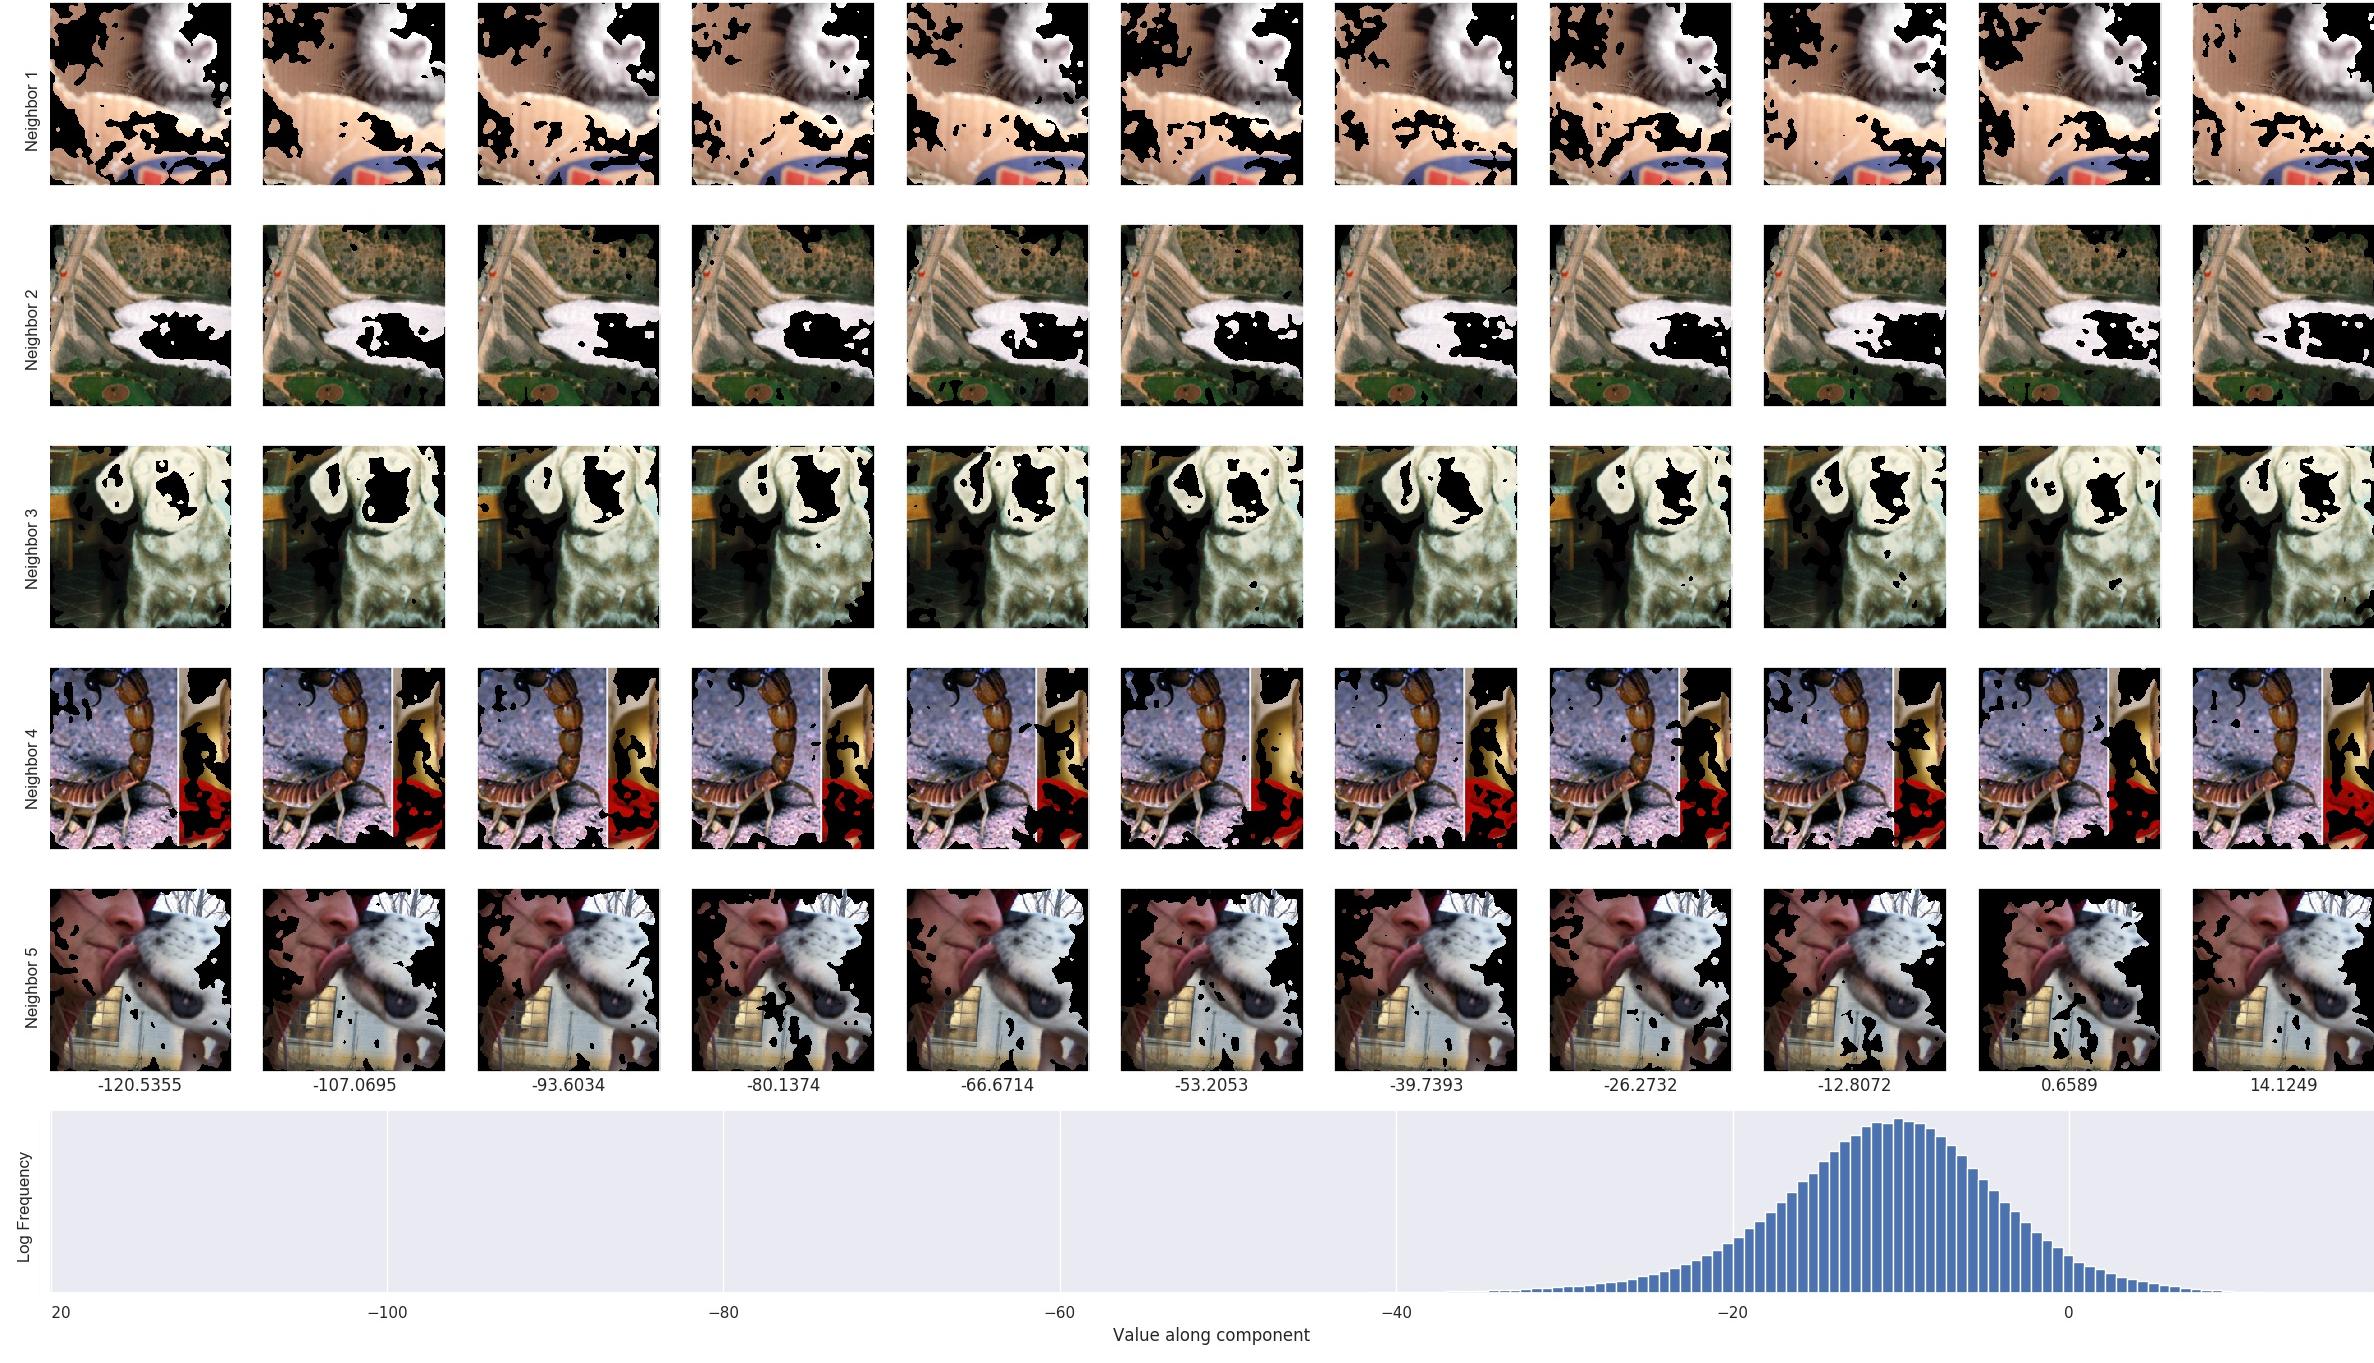 Neighbor 1
Neighbor 2
Neighbor 3
Neighbor 4
Neighbor 5
-120.5355 -107.0695 -93.6034 -80.1374 -66.6714 -53.2053 -39.7393 -26.2732 -12.8072 0.6589 14.1249
Log Frequency
20 −100 −80 −60 −40 −20 0
Value along component